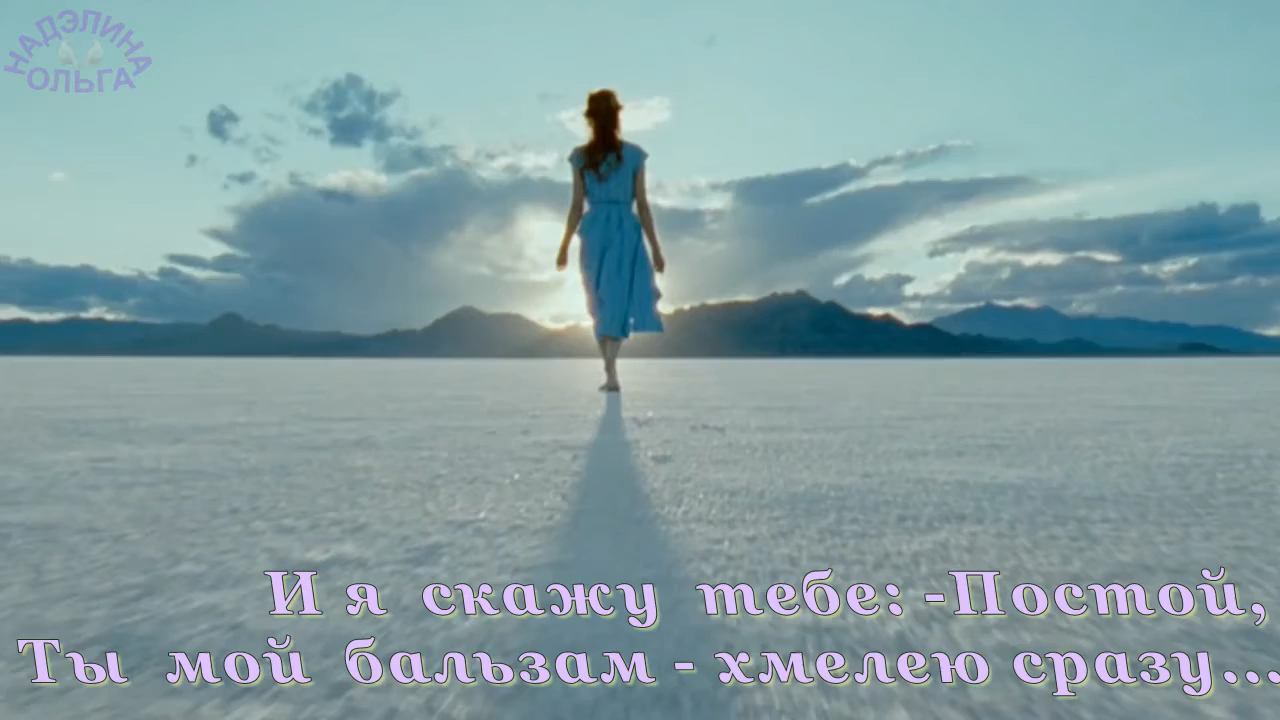 НАДЭЛИНА
ОЛЬГА
И я скажу тебе: -Постой,
Ты мой бальзам - хмелею сразу...